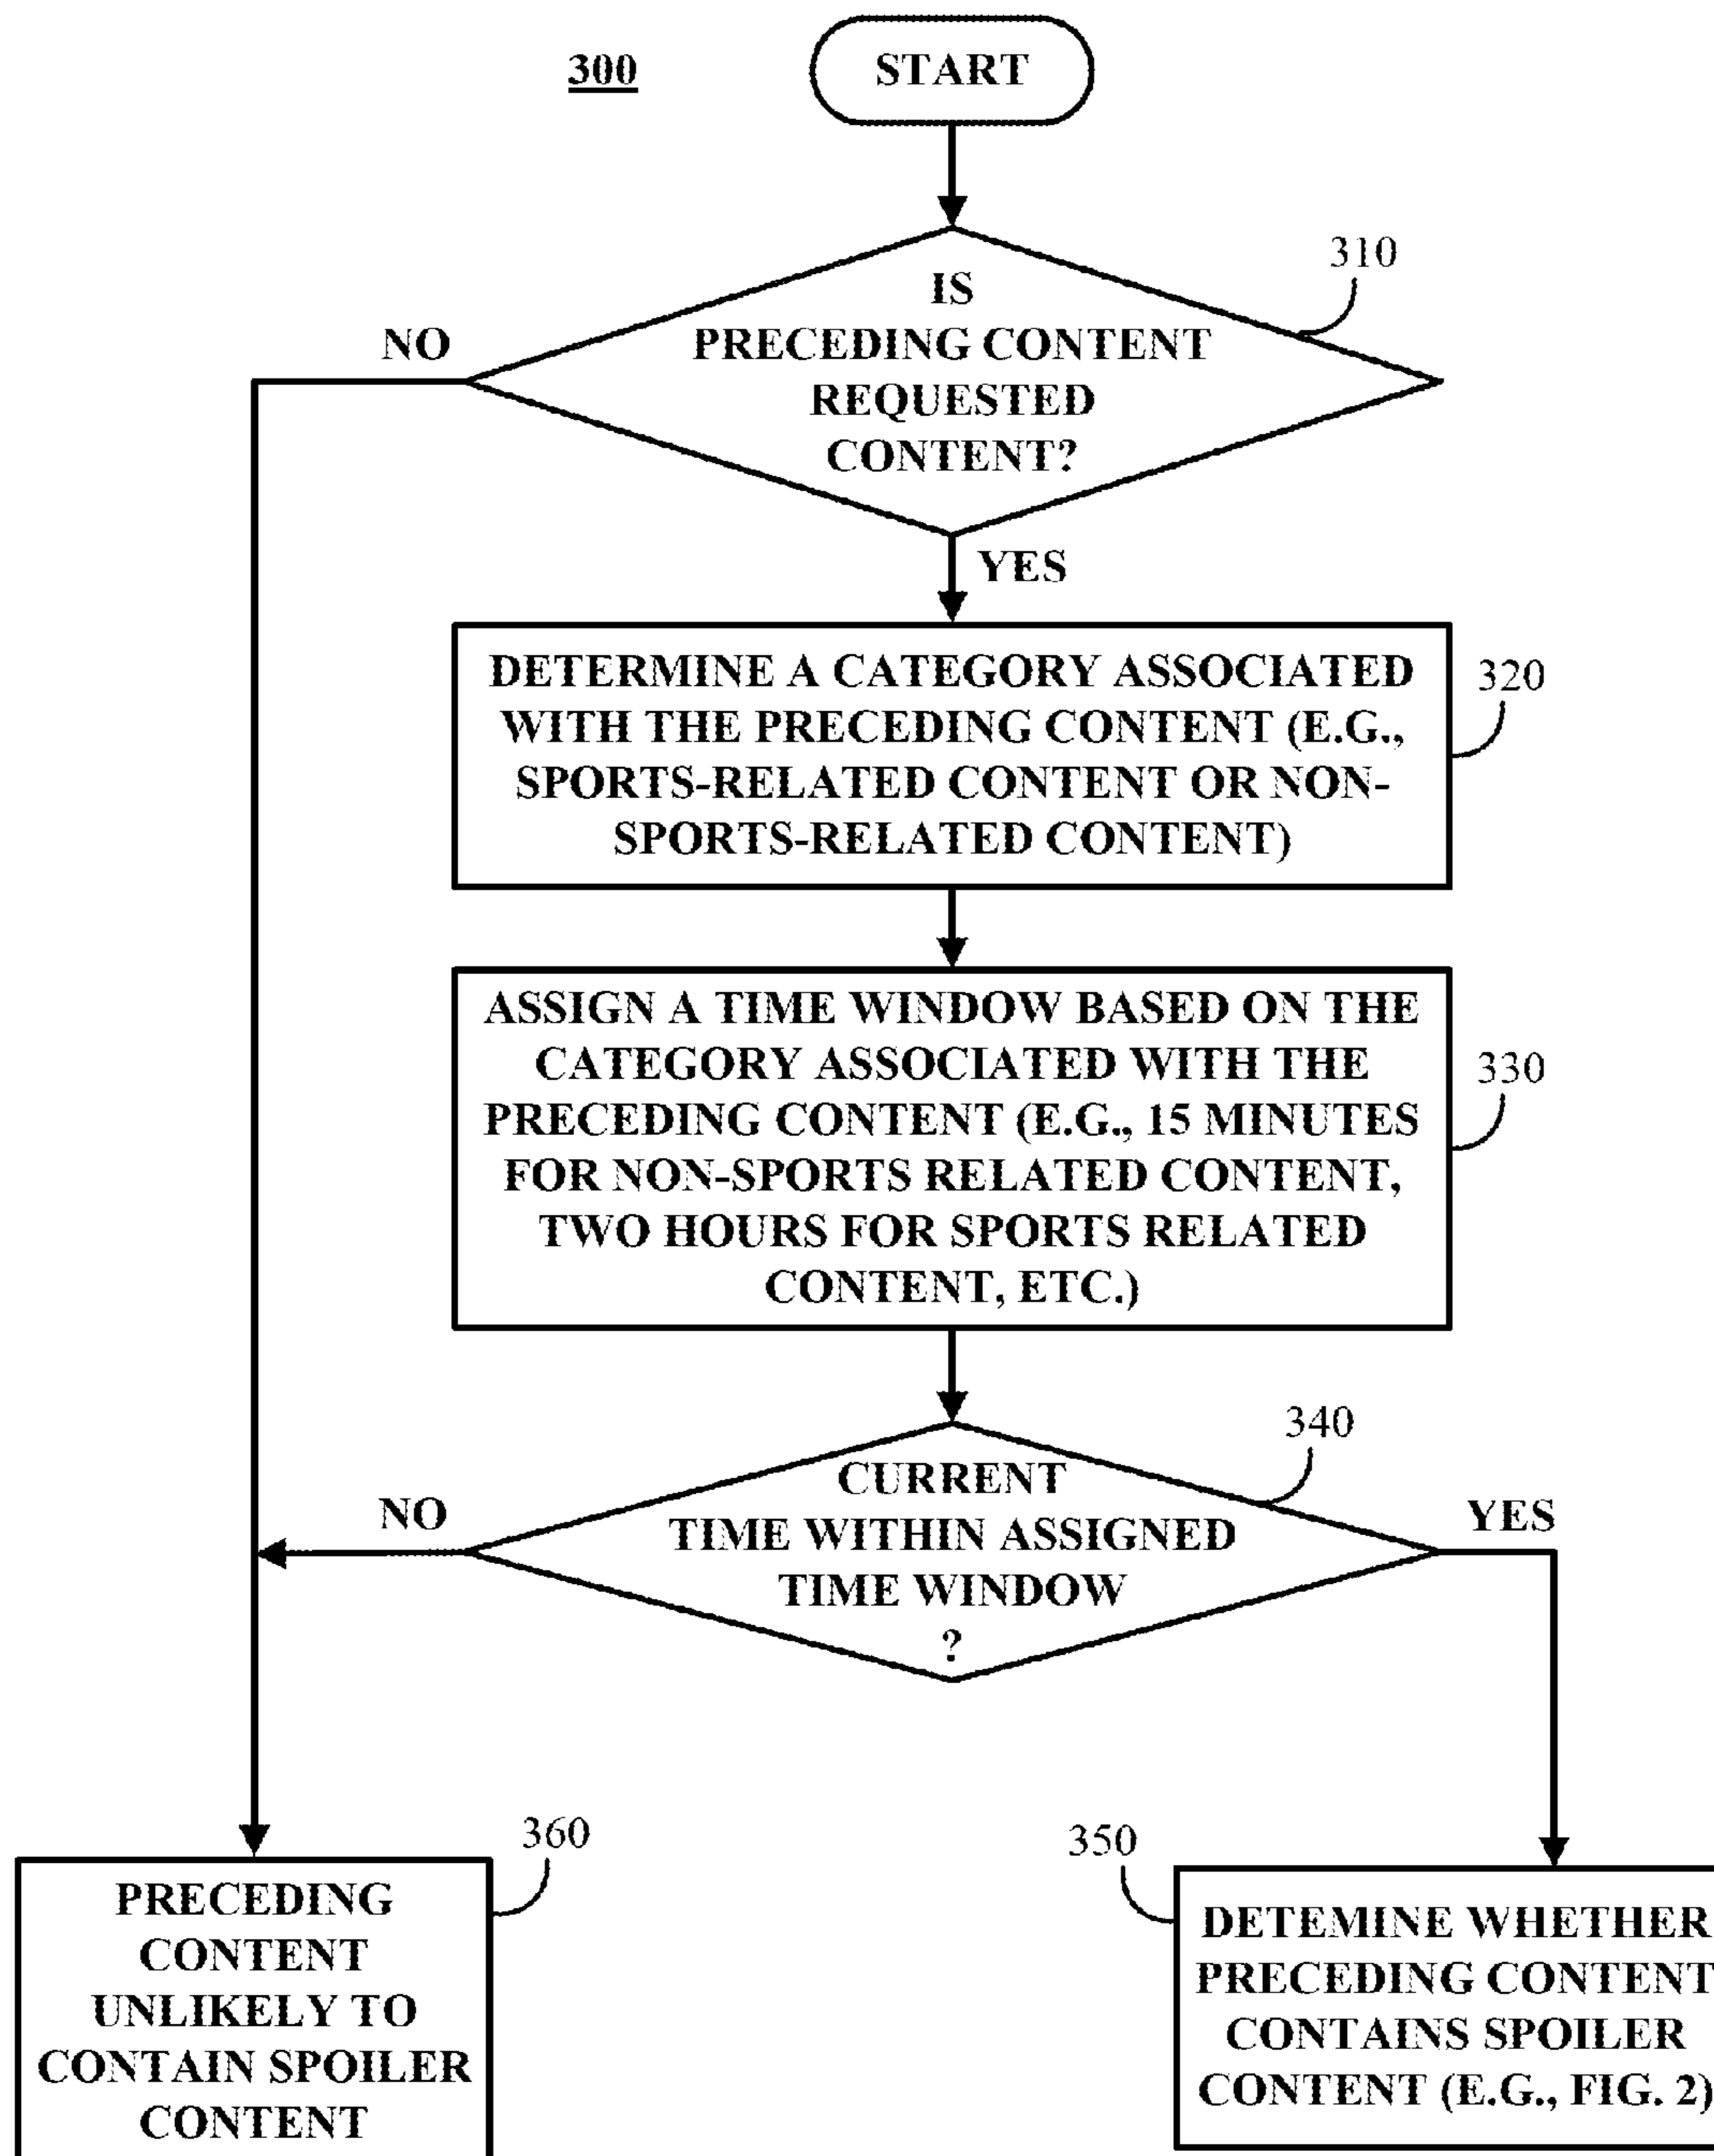 300
START
310
IS
PRECEDING CONTENT
REQUESTED
CONTENT?
NO
YES
DETERMINE A CATEGORY ASSOCIATED
WITH THE PRECEDING CONTENT (E.G.,
SPORTS-RELATED CONTENT OR NON-
SPORTS-RELATED CONTENT)
320
ASSIGN A TIME WINDOW BASED ON THE
CATEGORY ASSOCIATED WITH THE
PRECEDING CONTENT (E.G., 15 MINUTES
FOR NON-SPORTS RELATED CONTENT,
TWO HOURS FOR SPORTS RELATED
CONTENT, ETC.)
330
340
CURRENT
TIME WITHIN ASSIGNED
TIME WINDOW
?
NO
YES
360
PRECEDING
CONTENT
UNLIKELY TO
CONTAIN SPOILER
CONTENT
350
DETEMINE WHETHER
PRECEDING CONTENT
CONTAINS SPOILER
CONTENT (E.G., FIG. 2)